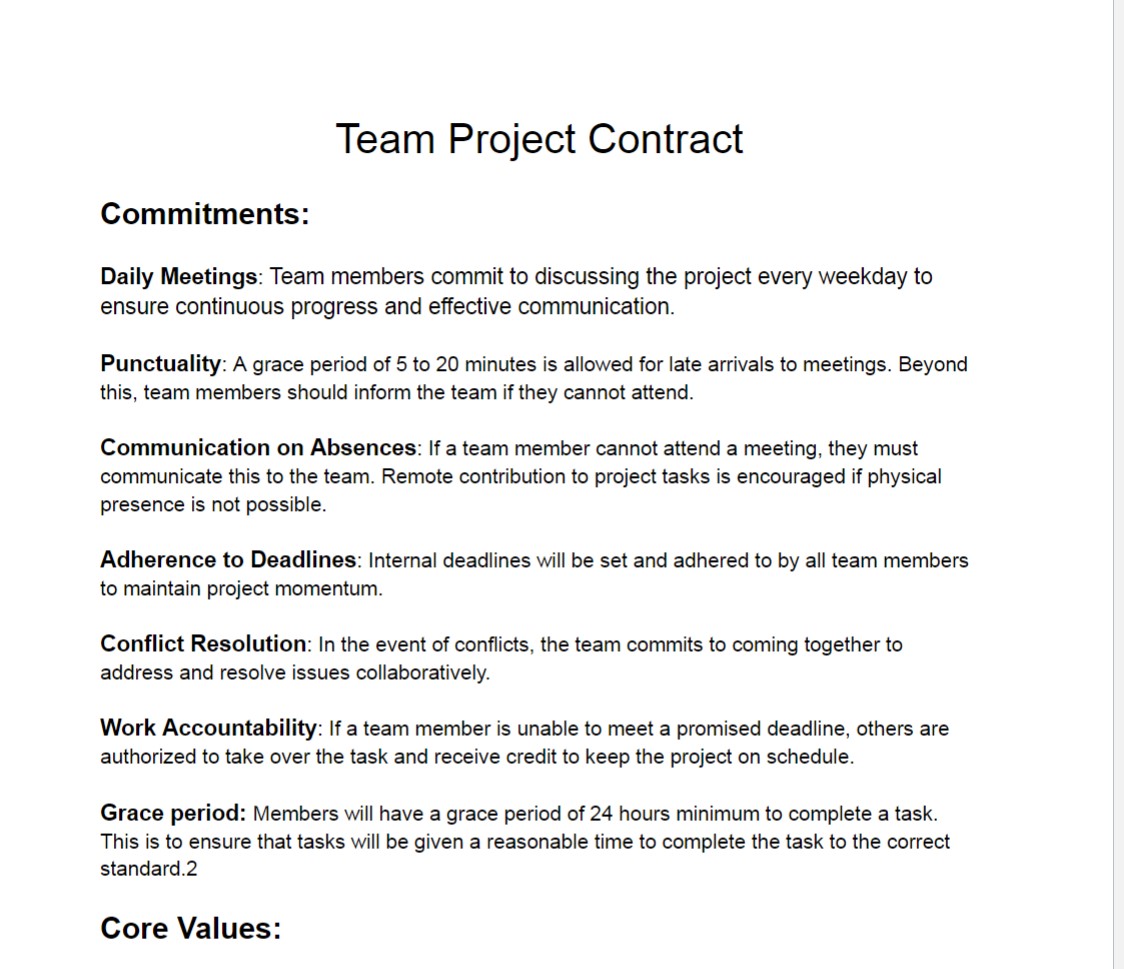 Team Project Contract
Commitments:
Daily Meetings: Team members commit to discussing the project every weekday to
ensure continuous progress and effective communication.
Punctuality: A grace period of 5 to 20 minutes is allowed for late arrivals to meetings. Beyond
this, team members should inform the team if they cannot attend.
Communication on Absences: If a team member cannot attend a meeting, they must
communicate this to the team. Remote contribution to project tasks is encouraged if physical
presence is not possible.
Adherence to Deadlines: Internal deadlines will be set and adhered to by all team members
to maintain project momentum.
Conflict Resolution: In the event of conflicts, the team commits to coming together to
address and resolve issues collaboratively.
Work Accountability: If a team member is unable to meet a promised deadline, others are
authorized to take over the task and receive credit to keep the project on schedule.
Grace period: Members will have a grace period of 24 hours minimum to complete a task.
This is to ensure that tasks will be given a reasonable time to complete the task to the correct
standard.2
Core Values: